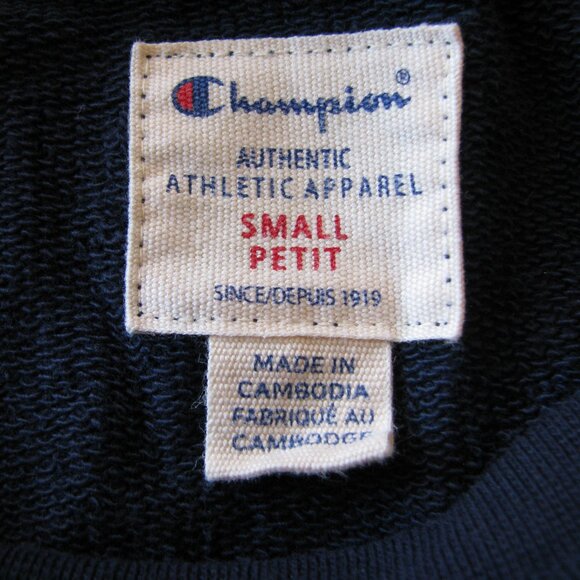 Champion®
AUTHENTIC
ATHLETIC APPAREL
SMALL
PETIT
SINCE/DEPUIS 1919
MADE IN
CAMBODIA
FABRIQUÉ AU
CAMBODGE